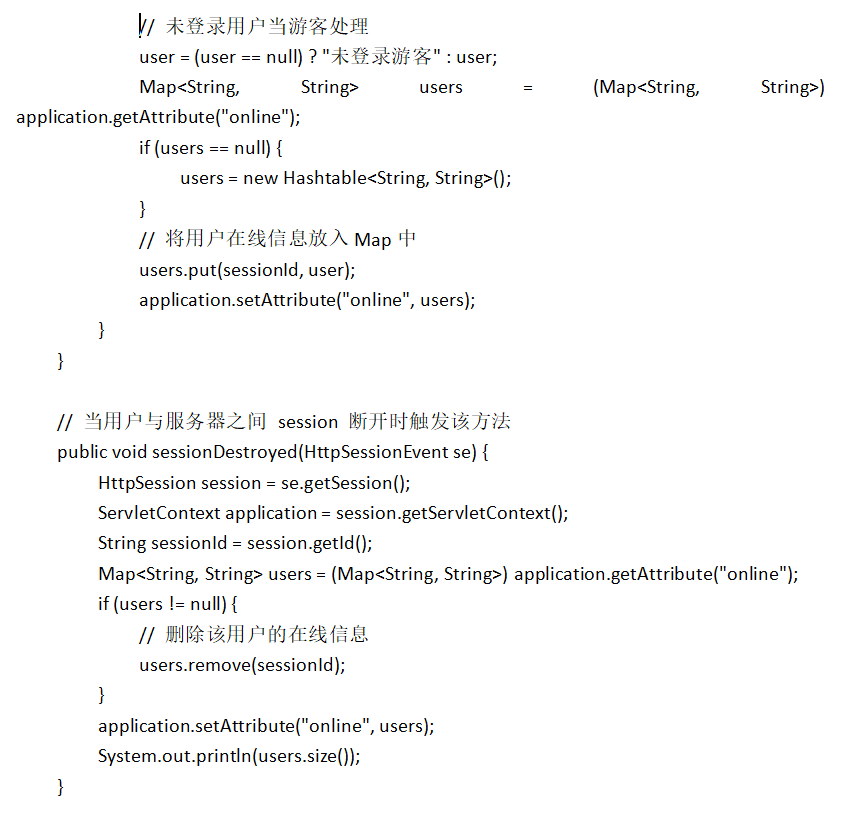 // 未登录用户当游客处理
user = (user == null) ? "未登录游客" : user;
Map<String, String> users = (Map<String, String>)
application.getAttribute("online");
if (users == null) {
users = new Hashtable<String, String>();
}
// 将用户在线信息放入 Map 中
users.put(sessionId, user);
application.setAttribute("online", users);
}
}
// 当用户与服务器之间 session 断开时触发该方法
public void sessionDestroyed(HttpSessionEvent se) {
HttpSession session = se.getSession();
ServletContext application = session.getServletContext();
String sessionId = session.getId();
Map<String, String> users = (Map<String, String>) application.getAttribute("online");
if (users != null) {
// 删除该用户的在线信息
users.remove(sessionId);
}
application.setAttribute("online", users);
System.out.println(users.size());
}